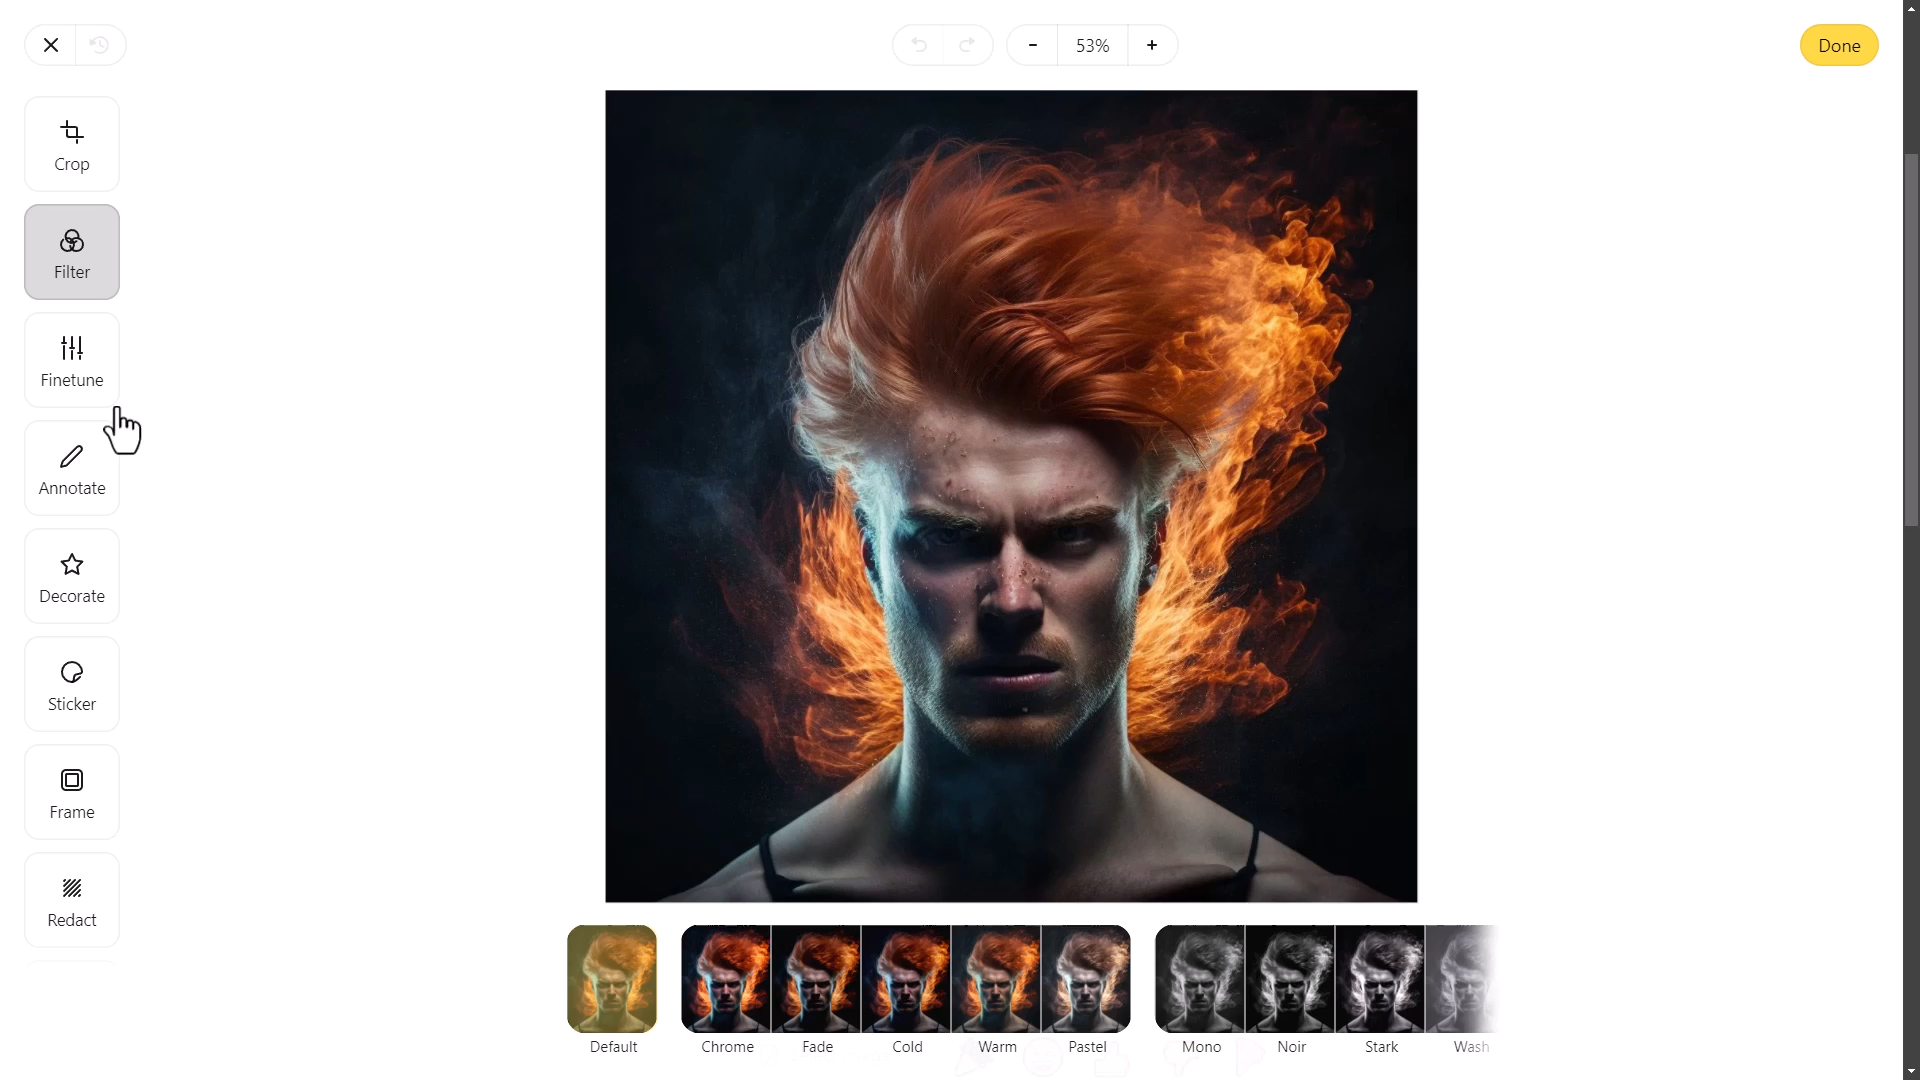 53%
Done
Crop
Filter
Finetune
Annotate
Decorate
Sticker
Frame
Redact
Default Chrome Fade Cold Warm Pastel Mono Noir Stark Wash